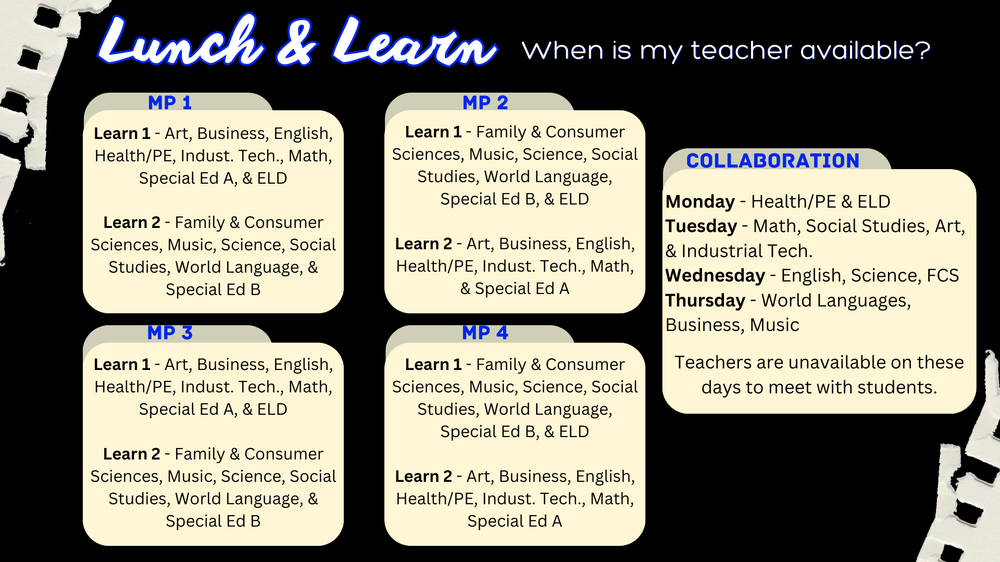 Lunch & Learn When is my teacher available?
MP 1
Learn 1 - Art, Business, English,
Health/PE, Indust. Tech., Math,
Special Ed A, & ELD
Learn 2 - Family & Consumer
Sciences, Music, Science, Social
Studies, World Language, &
Special Ed B
MP 2
Learn 1 - Family & Consumer
Sciences, Music, Science, Social
Studies, World Language,
Special Ed B, & ELD
Learn 2 - Art, Business, English,
Health/PE, Indust. Tech., Math,
& Special Ed A
MP 3
Learn 1 - Art, Business, English,
Health/PE, Indust. Tech., Math,
Special Ed A, & ELD
Learn 2 - Family & Consumer
Sciences, Music, Science, Social
Studies, World Language, &
Special Ed B
MP 4
Learn 1 - Family & Consumer
Sciences, Music, Science, Social
Studies, World Language,
Special Ed B, & ELD
Learn 2 - Art, Business, English,
Health/PE, Indust. Tech., Math,
Special Ed A
COLLABORATION
Monday - Health/PE & ELD
Tuesday - Math, Social Studies, Art,
& Industrial Tech.
Wednesday - English, Science, FCS
Thursday - World Languages,
Business, Music
Teachers are unavailable on these
days to meet with students.